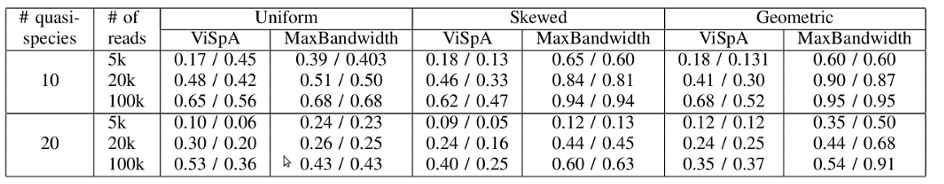 # quasi- # of Uniform Skewed Geometric
species reads ViSpA MaxBandwidth ViSpA MaxBandwidth ViSpA MaxBandwidth
5k 0.17 / 0.45 0.39 / 0.403 0.18 / 0.13 0.65 / 0.60 0.18 / 0.131 0.60 / 0.60
10 20k 0.48 / 0.42 0.51 / 0.50 0.46 / 0.33 0.84 / 0.81 0.41 / 0.30 0.90 / 0.87
100k 0.65 / 0.56 0.68 / 0.68 0.62 / 0.47 0.94 / 0.94 0.68 / 0.52 0.95 / 0.95
5k 0.10 / 0.06 0.24 / 0.23 0.09 / 0.05 0.12 / 0.13 0.12 / 0.12 0.35 / 0.50
20 20k 0.30 / 0.20 0.26 / 0.25 0.24 / 0.16 0.44 / 0.45 0.24 / 0.25 0.44 / 0.68
100k 0.53 / 0.36 0.43 / 0.43 0.40 / 0.25 0.60 / 0.63 0.35 / 0.37 0.54 / 0.91